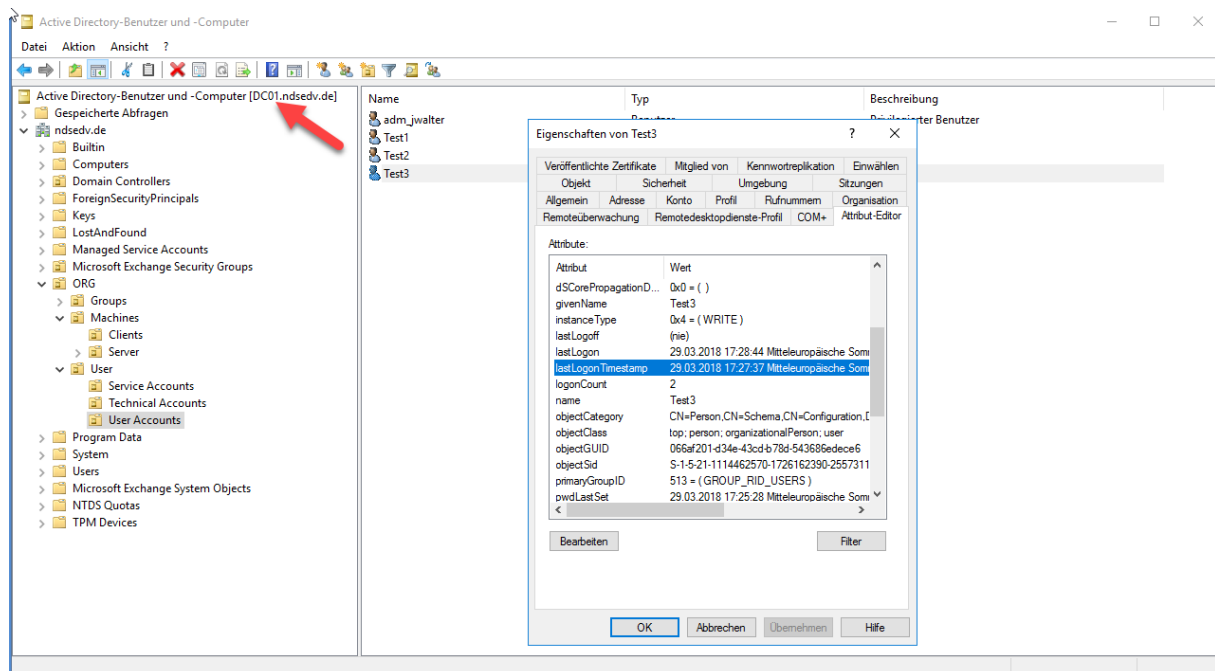 Active Directory-Benutzer und -Computer
Datei Aktion Ansicht ?
Active Directory-Benutzer und -Computer [DC01.ndsedv.de]
Gespeicherte Abfragen
ndsedv.de
Builtin
Computers
Domain Controllers
ForeignSecurityPrincipals
Keys
LostAndFound
Managed Service Accounts
Microsoft Exchange Security Groups
ORG
Groups
Machines
Clients
Server
User
Service Accounts
Technical Accounts
User Accounts
Program Data
System
Users
Microsoft Exchange System Objects
NTDS Quotas
TPM Devices
Name Typ Beschreibung
adm_jwalter Benutzer Privilegierter Benutzer
Test1
Test2
Test3
Eigenschaften von Test3 ?
Veröffentlichte Zertifikate Mitglied von Kennwortreplikation Einwählen
Objekt Sicherheit Umgebung Sitzungen
Allgemein Adresse Konto Profil Rufnummern Organisation
Remoteüberwachung Remotedesktopdienste-Profil COM+ Attribut-Editor
Attribute:
Attribut Wert
dSCorePropagationD... 0x0 = ( )
givenName Test3
instanceType 0x4 = ( WRITE )
lastLogoff (nie)
lastLogon 29.03.2018 17:28:44 Mitteleuropäische Som
lastLogonTimestamp 29.03.2018 17:27:37 Mitteleuropäische Som
logonCount 2
name Test3
objectCategory CN=Person,CN=Schema,CN=Configuration,D
objectClass top; person; organizationalPerson; user
objectGUID 066af201-d34e-43cd-b78d-543686edece6
objectSid S-1-5-21-1114462570-1726162390-2557311
primaryGroupID 513 = ( GROUP_RID_USERS )
pwdLastSet 29.03.2018 17:25:28 Mitteleuropäische Som
Bearbeiten Filter
OK Abbrechen Übernehmen Hilfe